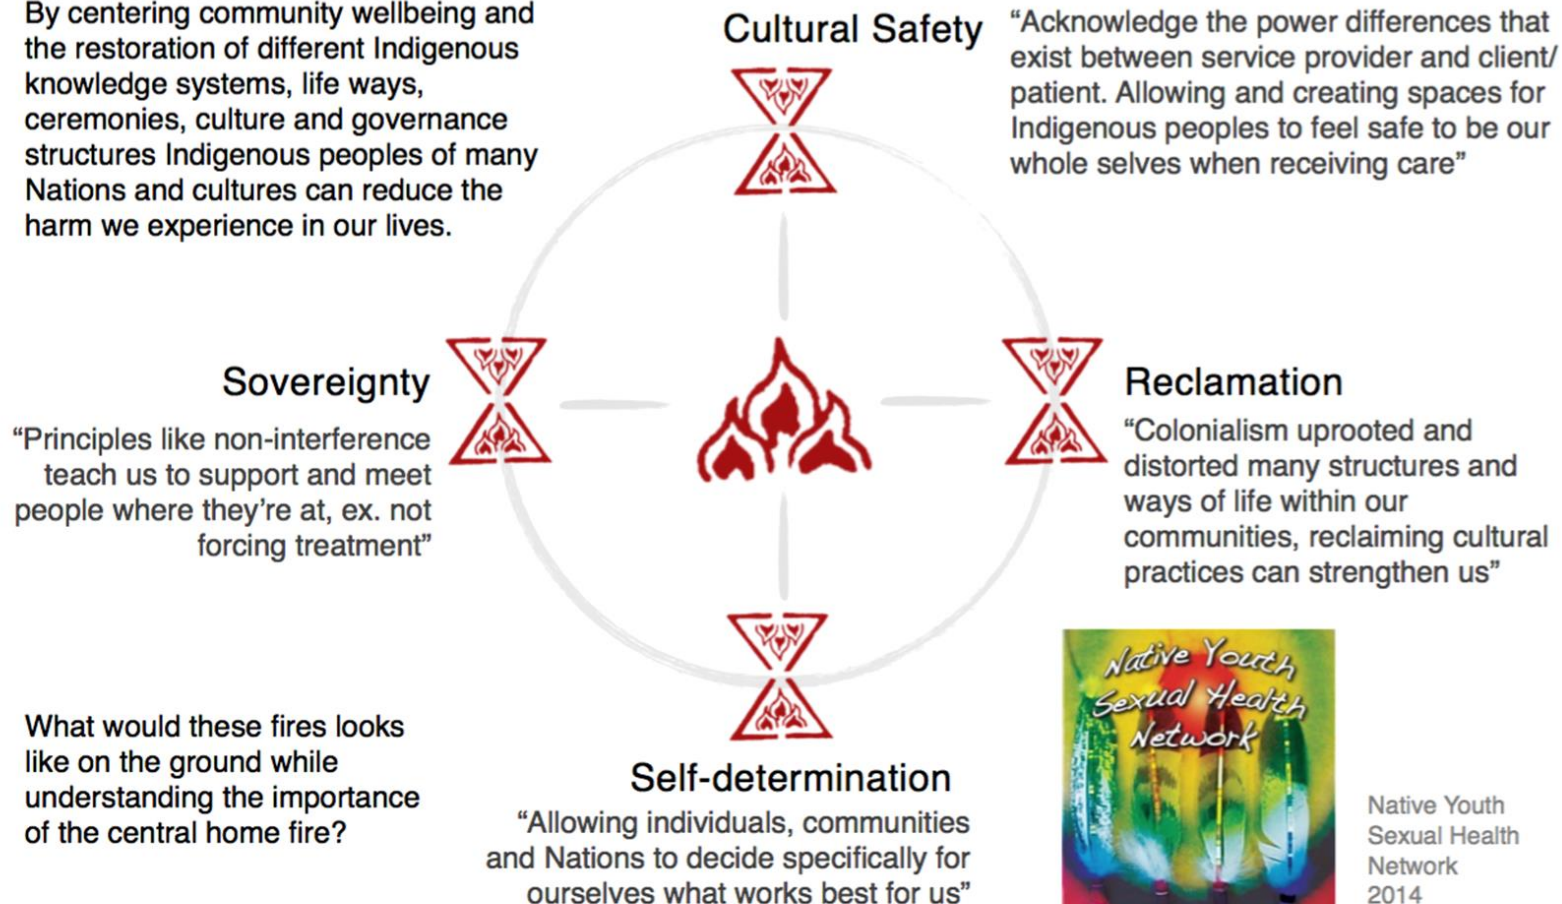 By centering community wellbeing and
the restoration of different Indigenous
knowledge systems, life ways,
ceremonies, culture and governance
structures Indigenous peoples of many
Nations and cultures can reduce the
harm we experience in our lives.
Cultural Safety
“Acknowledge the power differences that
exist between service provider and client/
patient. Allowing and creating spaces for
Indigenous peoples to feel safe to be our
whole selves when receiving care”
Sovereignty
“Principles like non-interference
teach us to support and meet
people where they’re at, ex. not
forcing treatment”
Reclamation
“Colonialism uprooted and
distorted many structures and
ways of life within our
communities, reclaiming cultural
practices can strengthen us”
What would these fires looks
like on the ground while
understanding the importance
of the central home fire?
Self-determination
“Allowing individuals, communities
and Nations to decide specifically for
ourselves what works best for us”
Native Youth
Sexual Health
Network
Native Youth
Sexual Health
Network
2014